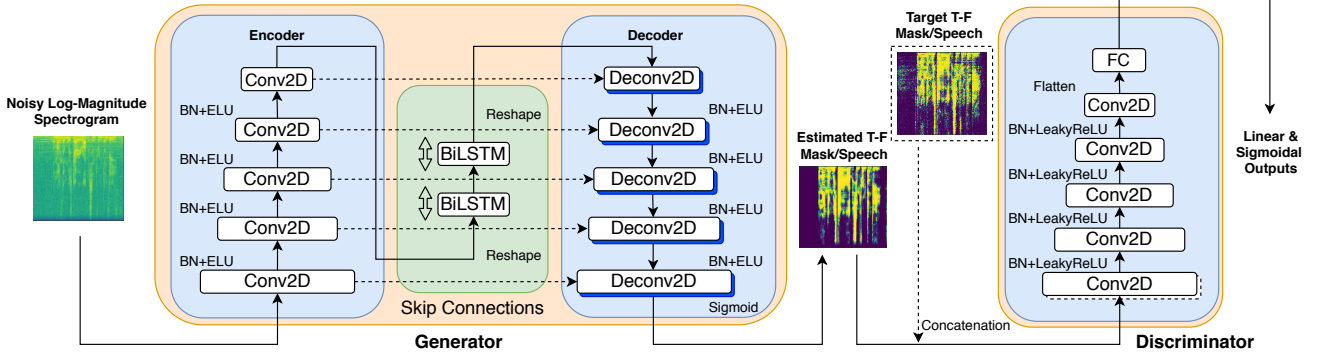 Noisy Log-Magnitude
Spectrogram
Encoder
Conv2D
BN+ELU
Conv2D
BN+ELU
Conv2D
BN+ELU
Conv2D
BN+ELU
Conv2D
Reshape
BiLSTM
BiLSTM
Reshape
Skip Connections
Decoder
Deconv2D
BN+ELU
Deconv2D
BN+ELU
Deconv2D
BN+ELU
Deconv2D
BN+ELU
Deconv2D
Sigmoid
Generator
Estimated T-F
Mask/Speech
Target T-F
Mask/Speech
Concatenation
FC
Flatten
Conv2D
BN+LeakyReLU
Conv2D
BN+LeakyReLU
Conv2D
BN+LeakyReLU
Conv2D
BN+LeakyReLU
Conv2D
Discriminator
Linear &
Sigmoidal
Outputs